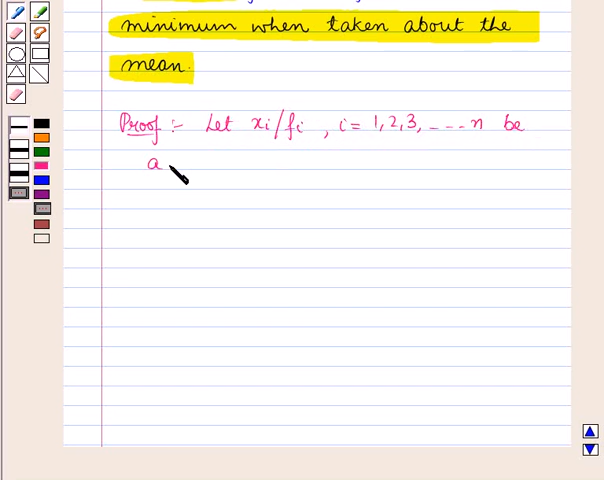 minimum when taken about the
mean.
Proof :- Let xi/fi , i = 1, 2, 3, ---- n be
a